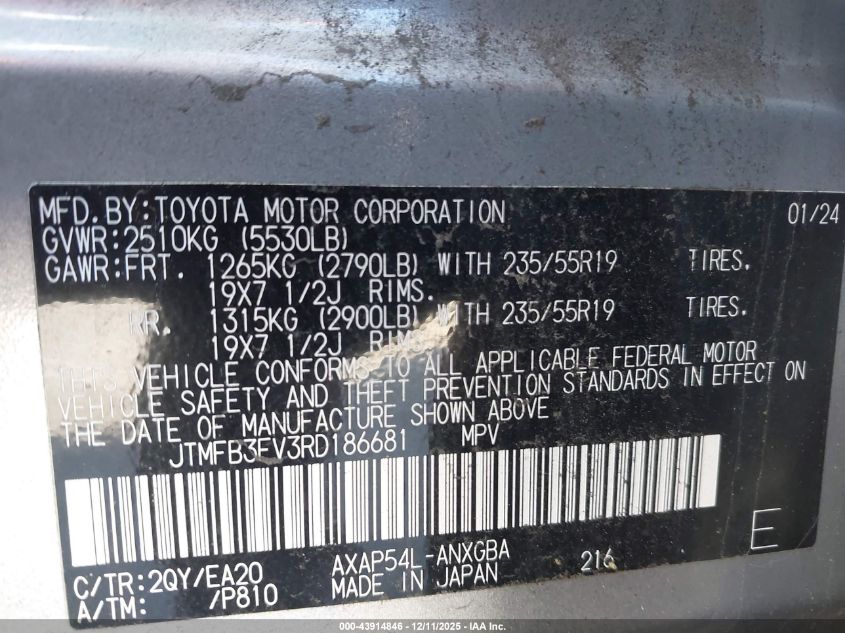 MFD.BY:TOYOTA MOTOR CORPORATION 01/24
GVWR:2510KG (5530LB)
GAWR:FRT. 1265KG (2790LB) WITH 235/55R19 TIRES.
19X7 1/2J RIMS.
RR. 1315KG (2900LB) WITH 235/55R19 TIRES.
19X7 1/2J RIMS
THIS VEHICLE CONFORMS TO ALL APPLICABLE FEDERAL MOTOR
VEHICLE SAFETY AND THEFT PREVENTION STANDARDS IN EFFECT ON
THE DATE OF MANUFACTURE SHOWN ABOVE
JTMFB3FV3RD186681 MPV
E
C/TR:2QY/EA20 AXAP54L-ANXGBA 216
A/TM: /P810 MADE IN JAPAN
000-43914846 - 12/11/2025 - IAA Inc.